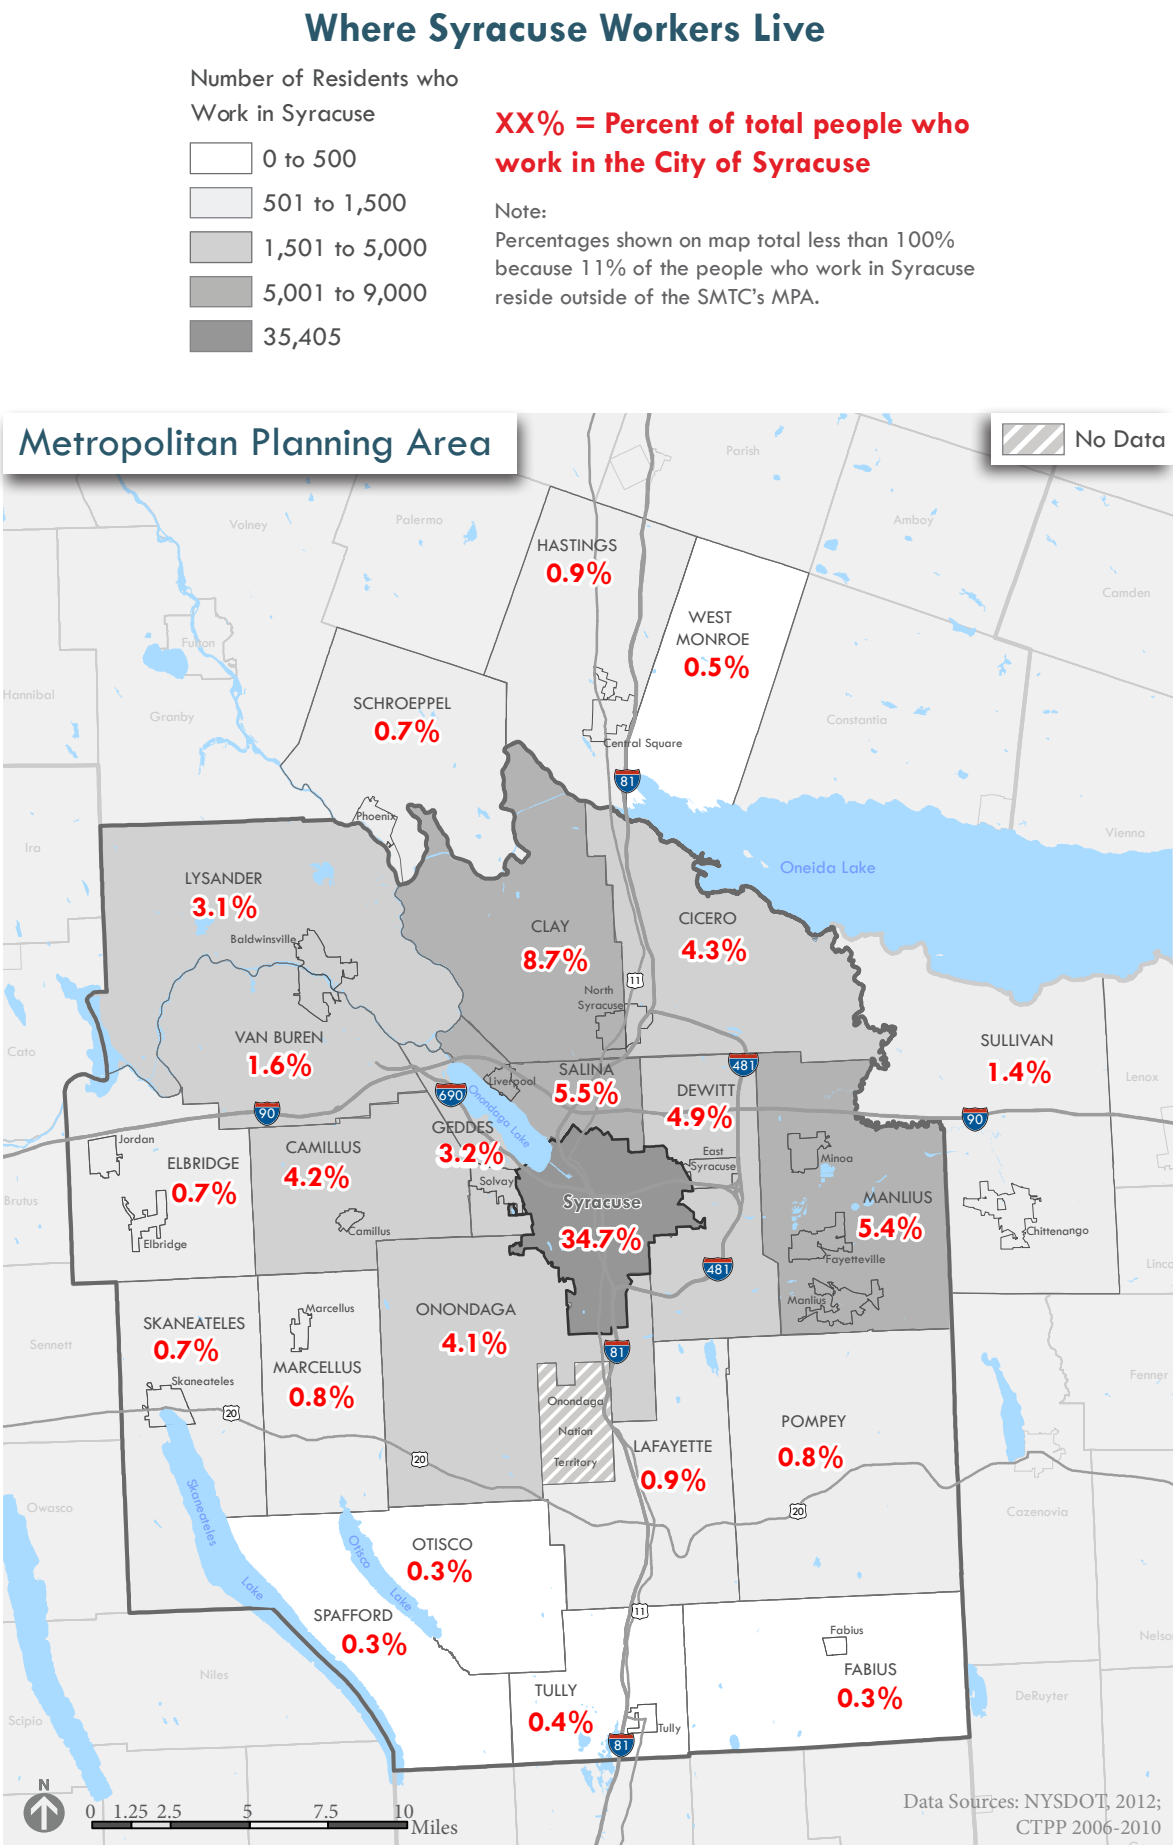 Where Syracuse Workers Live
Number of Residents who
Work in Syracuse
0 to 500
501 to 1,500
1,501 to 5,000
5,001 to 9,000
35,405
XX% = Percent of total people who
work in the City of Syracuse
Note:
Percentages shown on map total less than 100%
because 11% of the people who work in Syracuse
reside outside of the SMTC's MPA.
Metropolitan Planning Area
No Data
Parish
Volney
Palermo
Amboy
HASTINGS
0.9%
Camden
WEST
MONROE
0.5%
Fulton
Hannibal
Granby
SCHROEPPEL
0.7%
Constantia
Central Square
81
Phoenix
Vienna
Ira
Oneida Lake
LYSANDER
3.1%
Baldwinsville
CLAY
8.7%
CICERO
4.3%
11
North
Syracuse
VAN BUREN
1.6%
SULLIVAN
1.4%
Cato
Lenox
SALINA
5.5%
Liverpool
481
DEWITT
4.9%
690
Onondaga Lake
90
90
GEDDES
3.2%
Jordan
ELBRIDGE
0.7%
Elbridge
CAMILLUS
4.2%
Camillus
Solvay
East
Syracuse
Minoa
MANLIUS
5.4%
Brutus
Syracuse
34.7%
Chittenango
Fayetteville
481
Manlius
Linco
Sennett
SKANEATELES
0.7%
Skaneateles
Marcellus
MARCELLUS
0.8%
ONONDAGA
4.1%
81
Fenner
20
Onondaga
Nation
Territory
POMPEY
0.8%
LAFAYETTE
0.9%
20
20
Owasco
Skaneateles
Lake
Cazenovia
OTISCO
0.3%
Otisco
Lake
SPAFFORD
0.3%
11
Fabius
FABIUS
0.3%
Nelso
Niles
TULLY
0.4%
Tully
DeRuyter
Scipio
81
N
0 1.25 2.5 5 7.5 10
Miles
Data Sources: NYSDOT, 2012;
CTPP 2006-2010